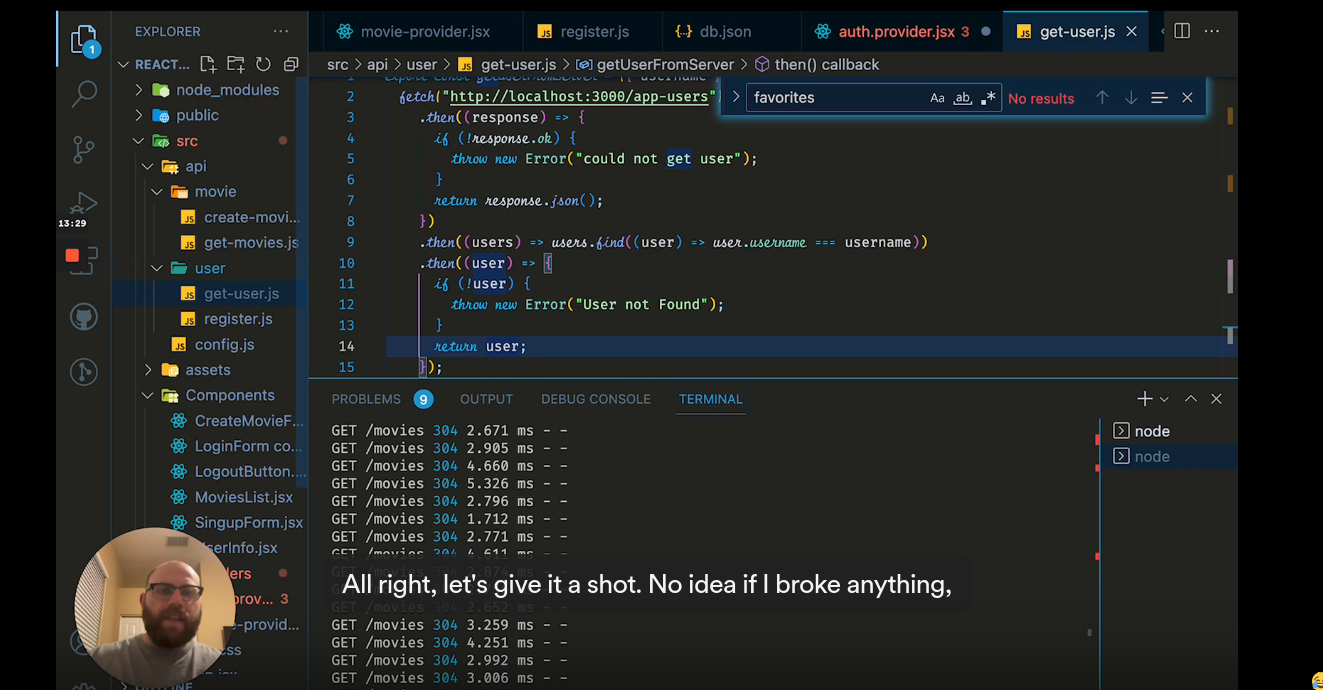 EXPLORER
movie-provider.jsx
register.js
db.json
auth.provider.jsx 3
get-user.js
1
REACT...
src > api > user > get-user.js > getUserFromServer > then() callback
node_modules
public
src
api
movie
create-movi...
get-movies.js
user
get-user.js
register.js
config.js
assets
Components
CreateMovieF...
LoginForm co...
LogoutButton....
MoviesList.jsx
SingupForm.jsx
serInfo.jsx
ders
prov... 3
e-provid...
ss
OUTLINE
13:29
favorites
Aa ab .* No results
1 export const getUserFromServer
2 fetch("http://localhost:3000/app-users"
3 .then((response) => {
4 if (!response.ok) {
5 throw new Error("could not get user");
6 }
7 return response.json();
8 })
9 .then((users) => users.find((user) => user.username === username))
10 .then((user) => {
11 if (!user) {
12 throw new Error("User not Found");
13 }
14 return user;
15 });
PROBLEMS 9 OUTPUT DEBUG CONSOLE TERMINAL
GET /movies 304 2.671 ms - -
GET /movies 304 2.905 ms - -
GET /movies 304 4.660 ms - -
GET /movies 304 5.326 ms - -
GET /movies 304 2.796 ms - -
GET /movies 304 1.712 ms - -
GET /movies 304 2.771 ms - -
GET /movies 304 4.611 ms - -
GET /movies 304 2.874 ms - -
All right, let's give it a shot. No idea if I broke anything,
GET /movies 304 2.652 ms - -
GET /movies 304 3.259 ms - -
GET /movies 304 4.251 ms - -
GET /movies 304 2.992 ms - -
GET /movies 304 3.006 ms - -
node
node